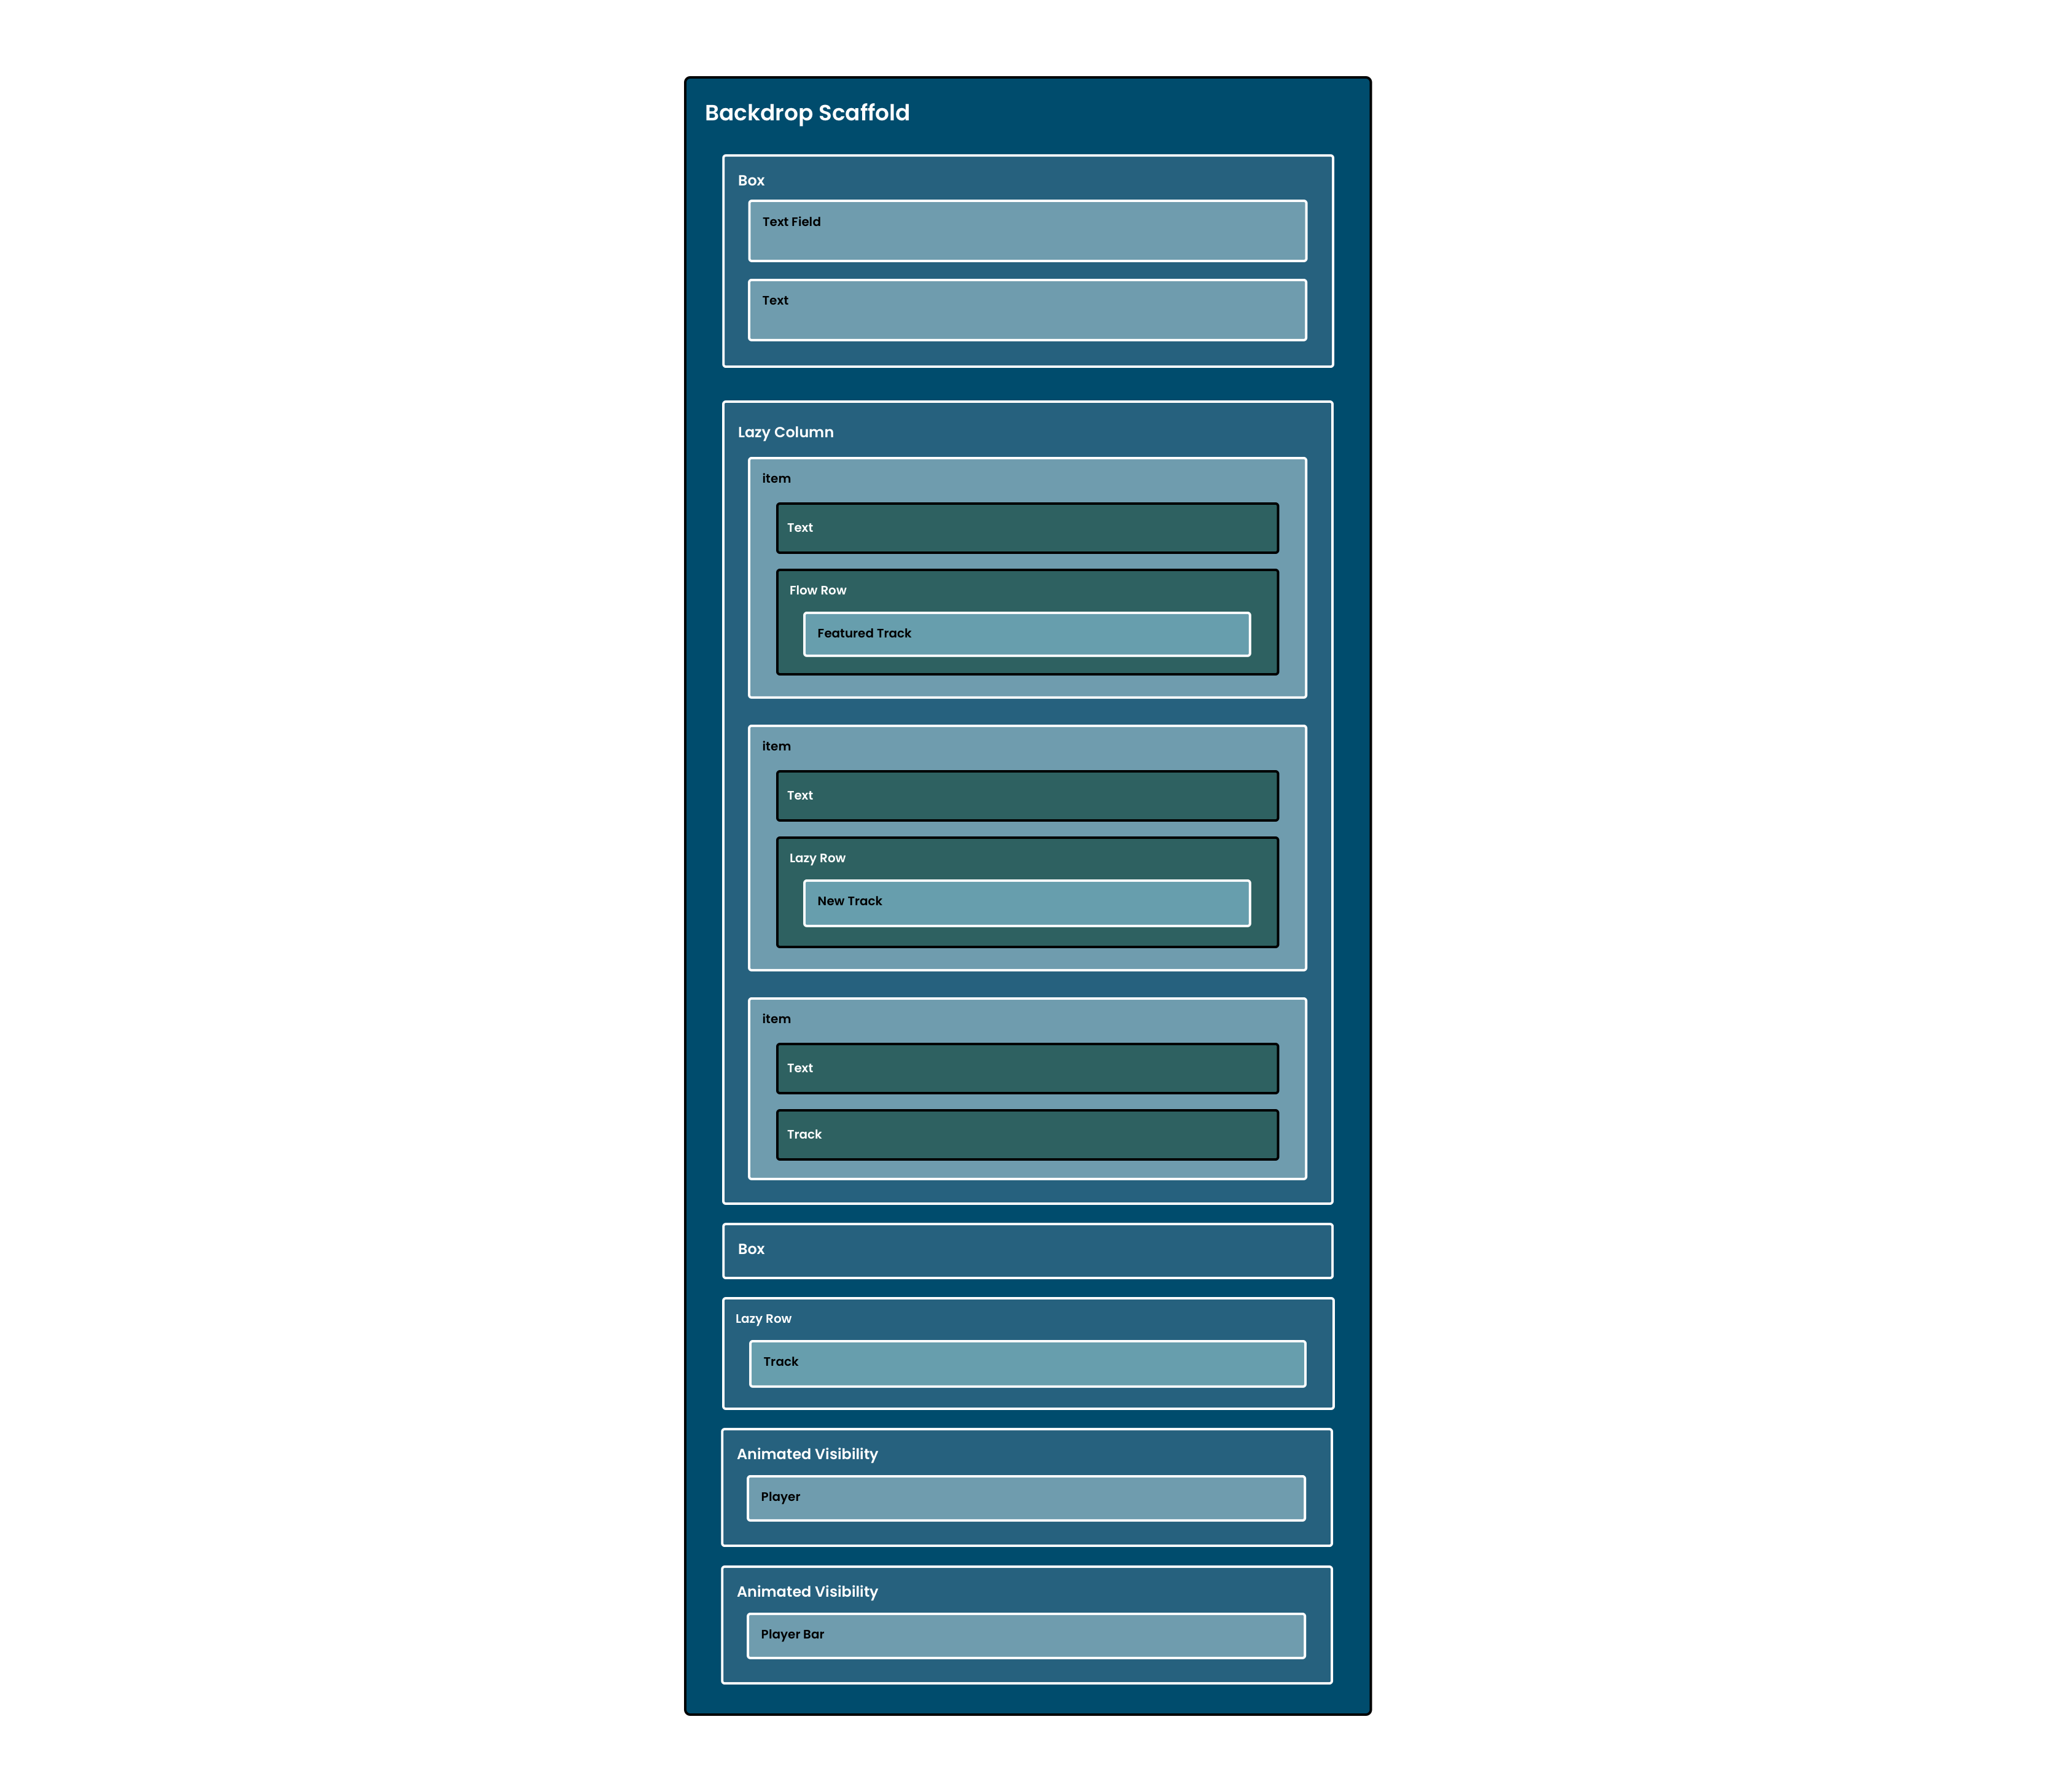 Backdrop Scaffold
Box
Text Field
Text
Lazy Column
item
Text
Flow Row
Featured Track
item
Text
Lazy Row
New Track
item
Text
Track
Box
Lazy Row
Track
Animated Visibility
Player
Animated Visibility
Player Bar